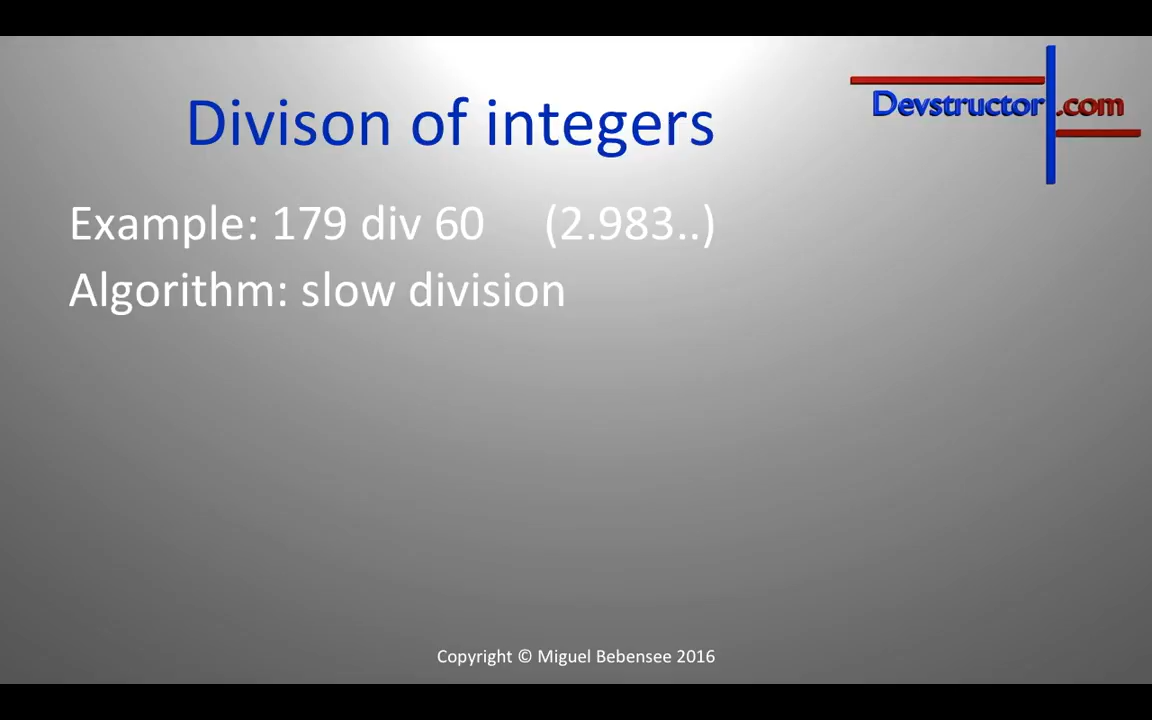 Devstructor.com
Divison of integers
Example: 179 div 60 (2.983..)
Algorithm: slow division
Copyright © Miguel Bebensee 2016